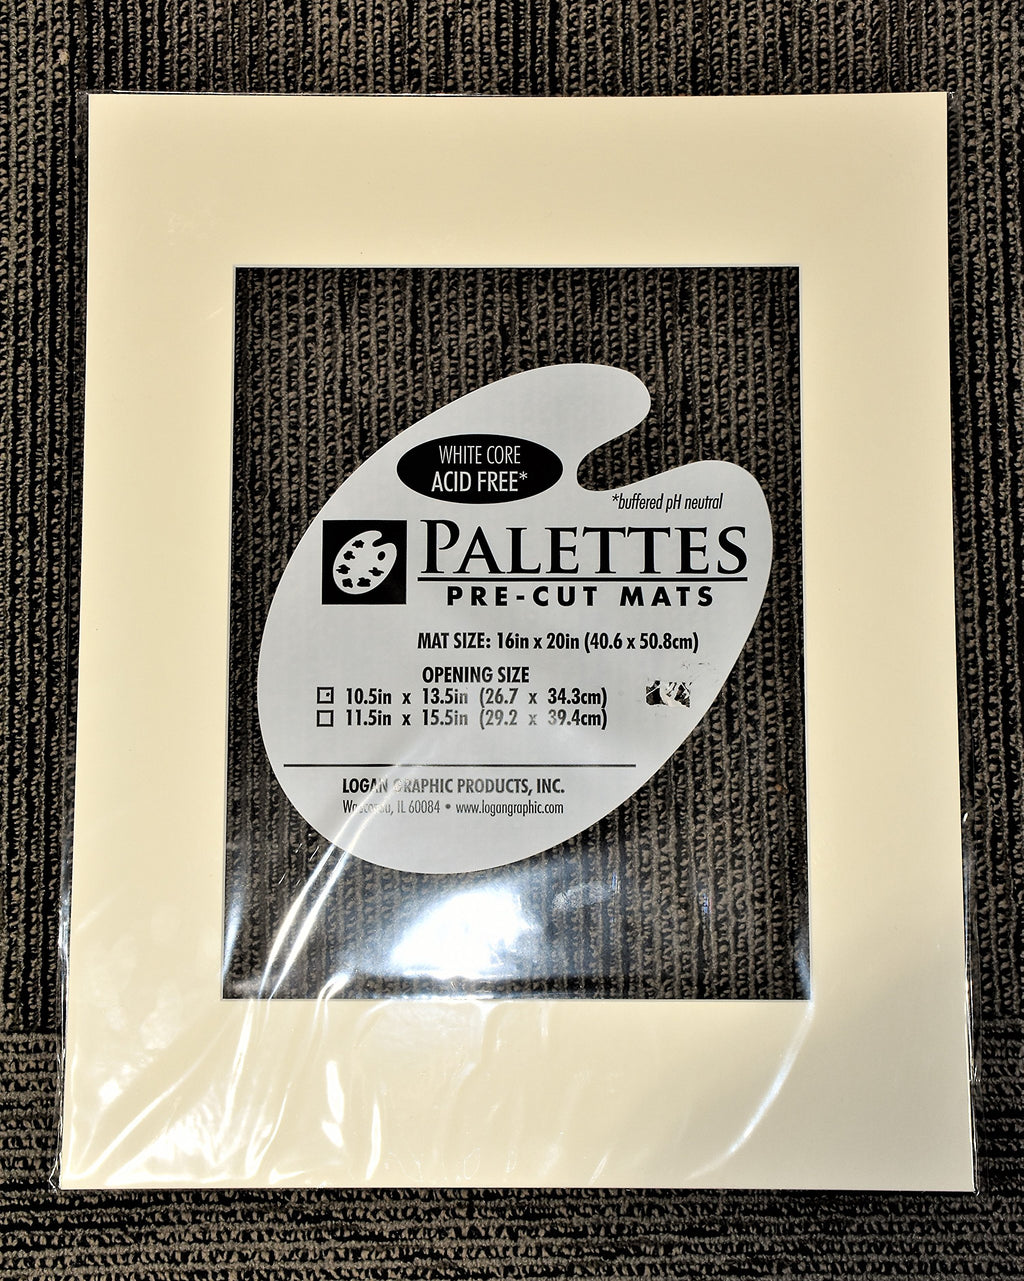 WHITE CORE
ACID FREE*
*buffered pH neutral
PALETTES
PRE-CUT MATS
MAT SIZE: 16in x 20in (40.6 x 50.8cm)
OPENING SIZE
10.5in x 13.5in (26.7 x 34.3cm)
11.5in x 15.5in (29.2 x 39.4cm)
LOGAN GRAPHIC PRODUCTS, INC.
Wauconda, IL 60084 • www.logangraphic.com